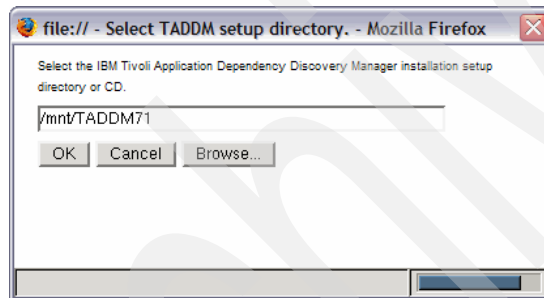 file:// - Select TADDM setup directory. - Mozilla Firefox
Select the IBM Tivoli Application Dependency Discovery Manager installation setup
directory or CD.
/mnt/TADDM71
OK Cancel Browse...